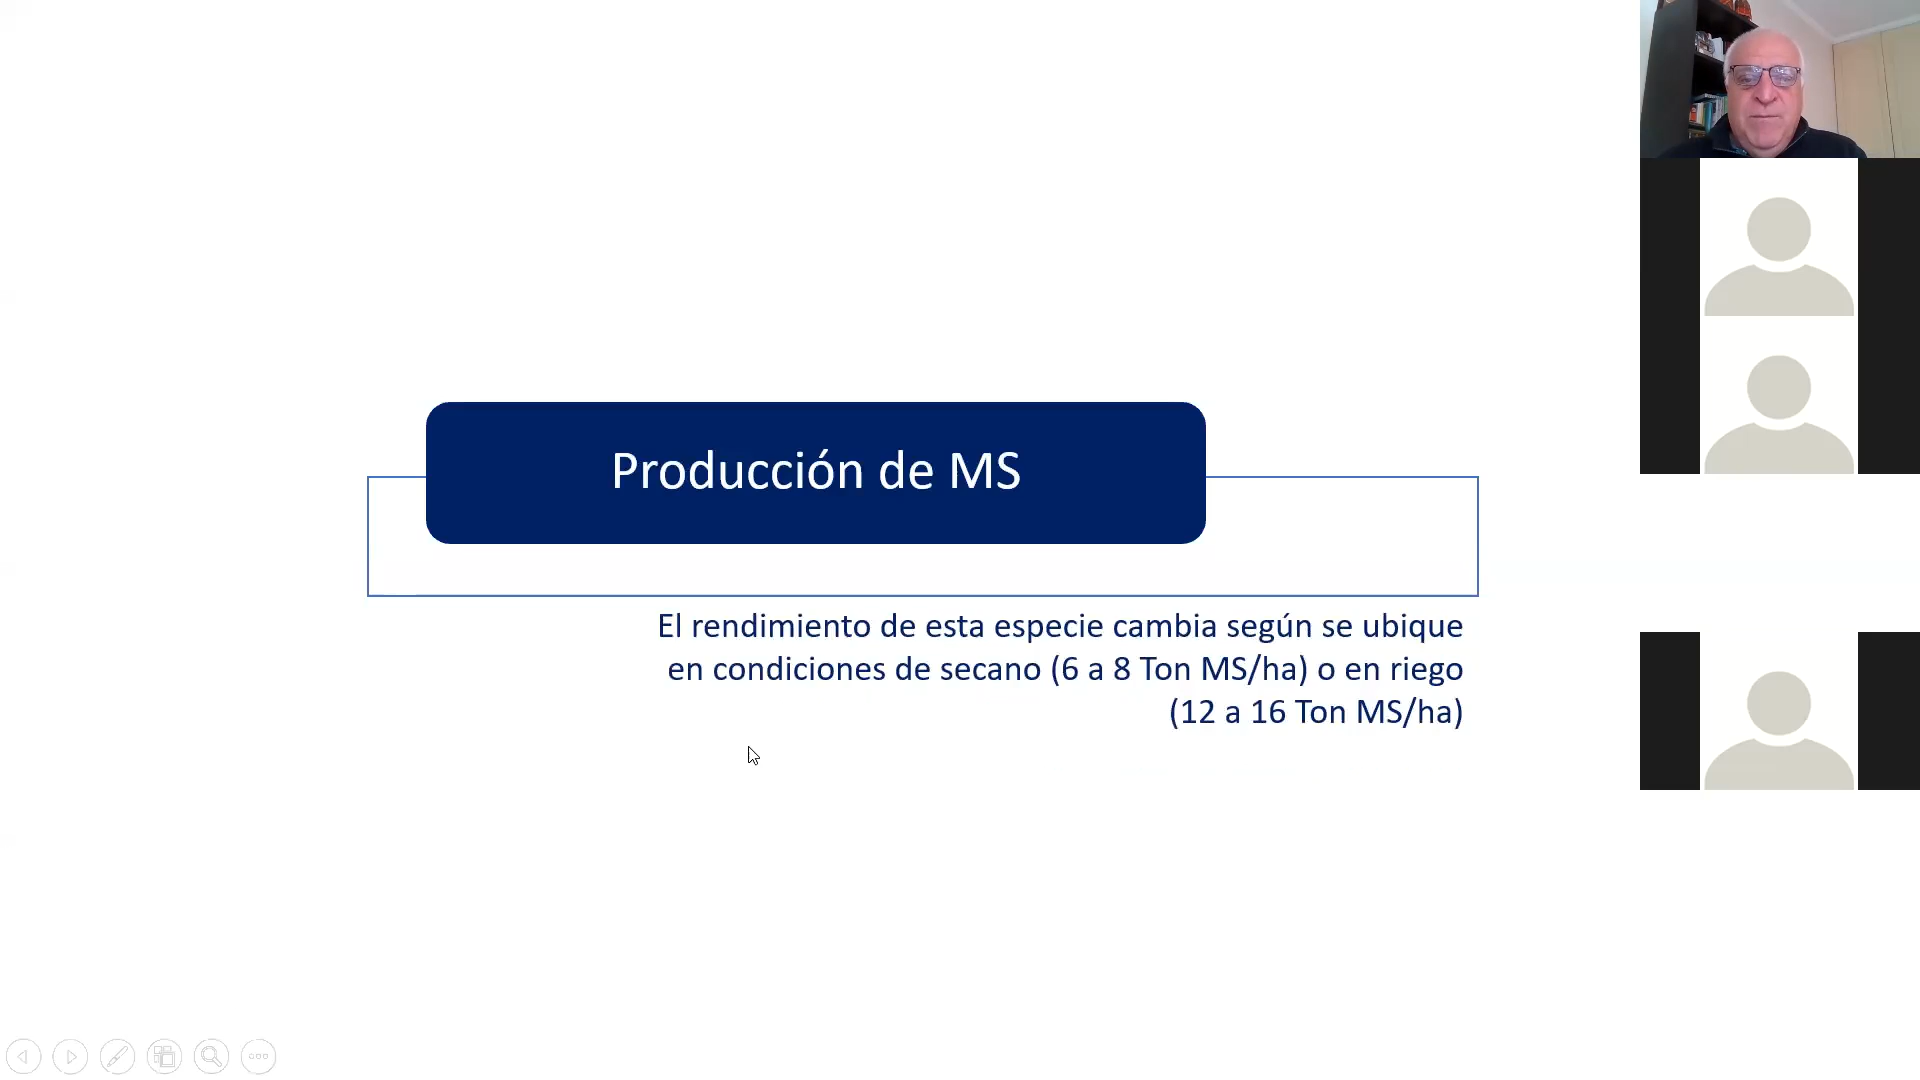 Producción de MS
El rendimiento de esta especie cambia según se ubique
en condiciones de secano (6 a 8 Ton MS/ha) o en riego
(12 a 16 Ton MS/ha)